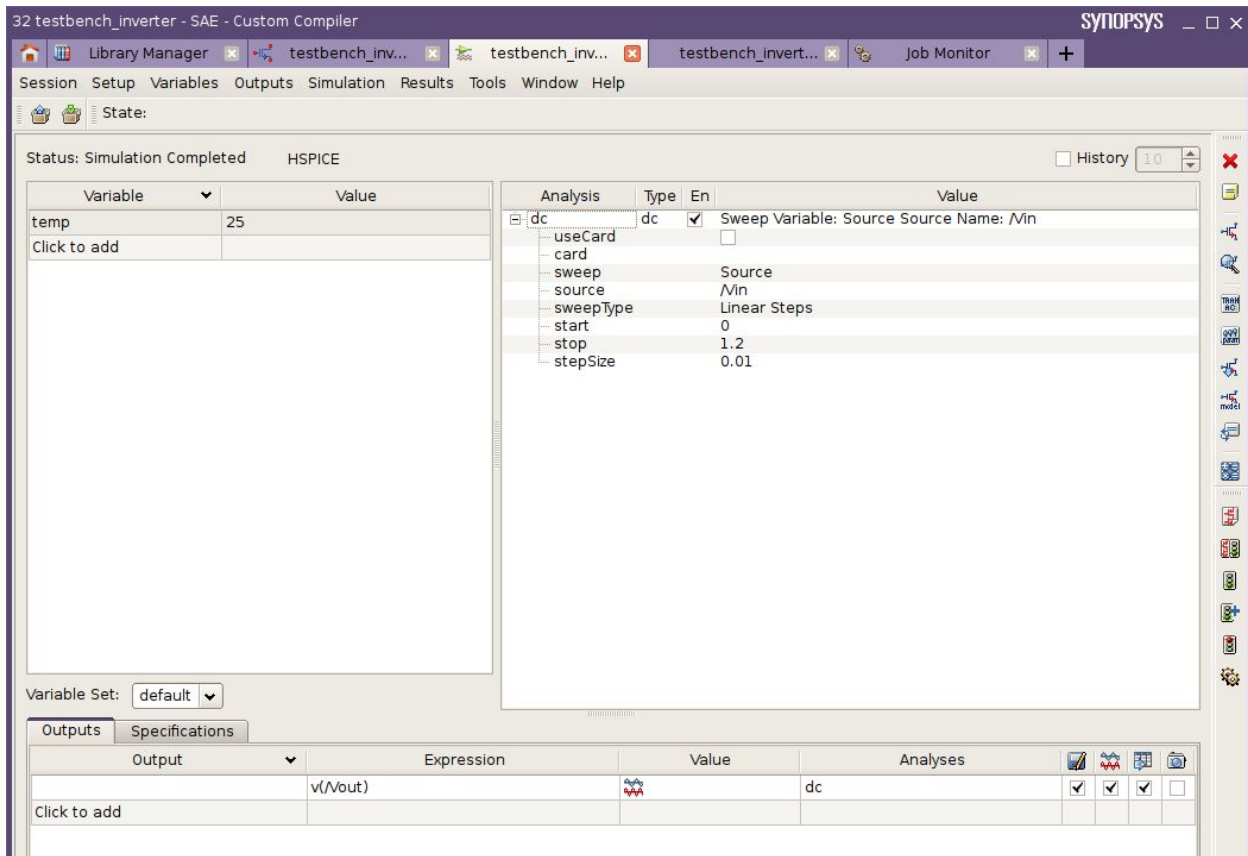 32 testbench_inverter - SAE - Custom Compiler
SYNOPSYS
Library Manager
testbench_inv...
testbench_inv...
testbench_invert...
Job Monitor
Session Setup Variables Outputs Simulation Results Tools Window Help
State:
Status: Simulation Completed HSPICE
History 10
Variable Value
temp 25
Click to add
Analysis Type En Value
dc dc Sweep Variable: Source Source Name: /Vin
useCard
card
sweep Source
source /Vin
sweepType Linear Steps
start 0
stop 1.2
stepSize 0.01
TRAN
AC:
model
Variable Set: default
Outputs Specifications
Output Expression Value Analyses
v(/Vout) dc
Click to add